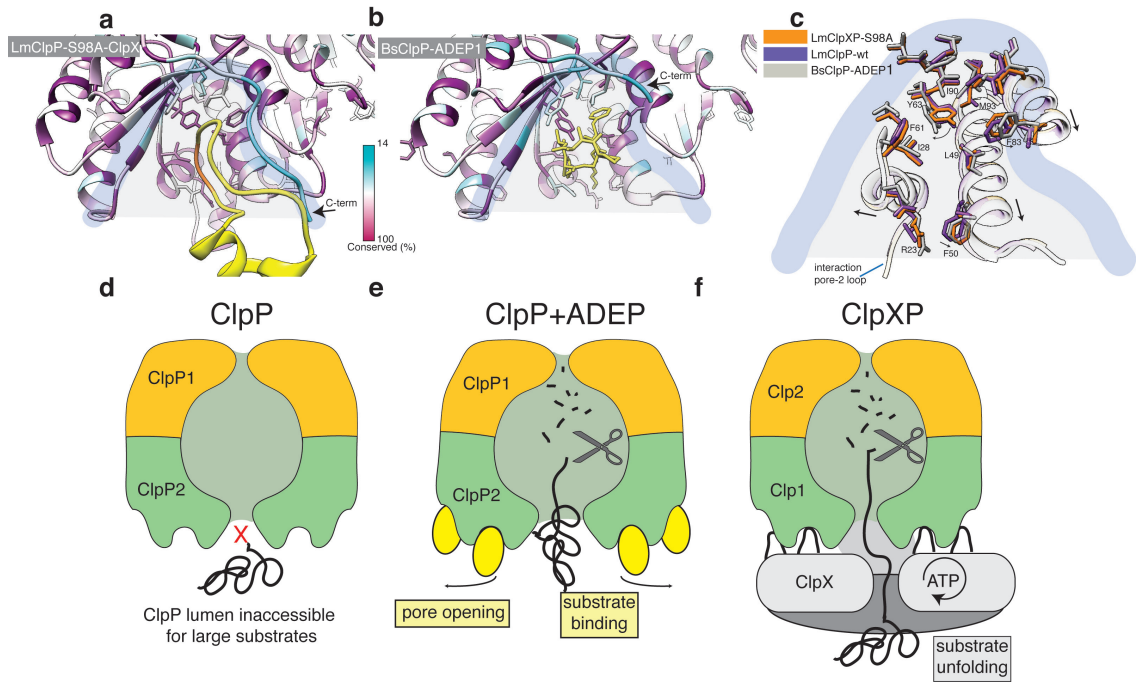 a
LmClpP-S98A-ClpX
14
100
Conserved (%)
C-term
b
BsClpP-ADEP1
C-term
c
LmClpXP-S98A
LmClpP-wt
BsClpP-ADEP1
I90
Y63
M93
F61
F83
I28
L49
R23
F50
interaction
pore-2 loop
d
ClpP
ClpP1
ClpP2
X
ClpP lumen inaccessible
for large substrates
e
ClpP+ADEP
ClpP1
ClpP2
pore opening
substrate
binding
f
ClpXP
Clp2
Clp1
ClpX
ATP
substrate
unfolding